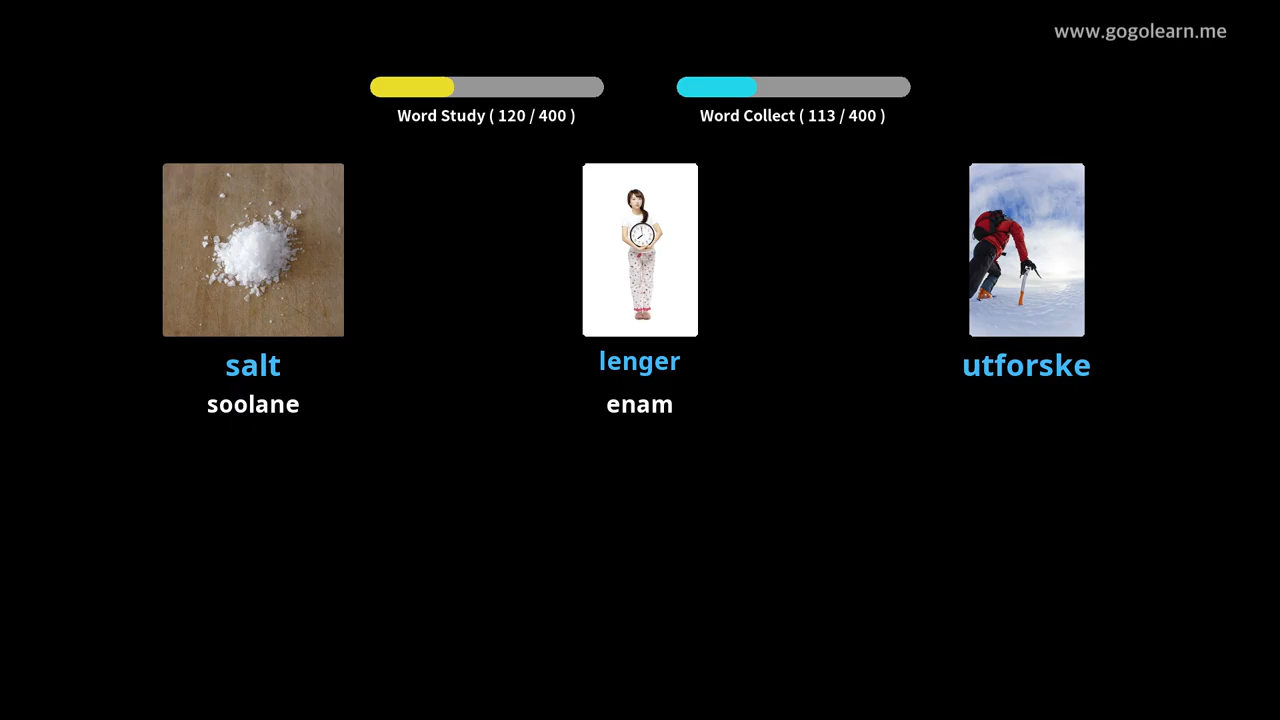 www.gogolearn.me
Word Study ( 120 / 400 )
Word Collect ( 113 / 400 )
salt
soolane
lenger
enam
utforske